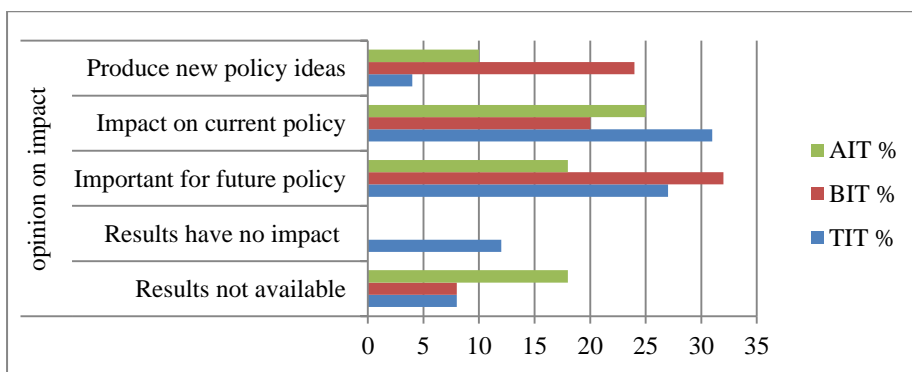 opinion on impact
Produce new policy ideas
Impact on current policy
Important for future policy
Results have no impact
Results not available
0 5 10 15 20 25 30 35
AIT %
BIT %
TIT %